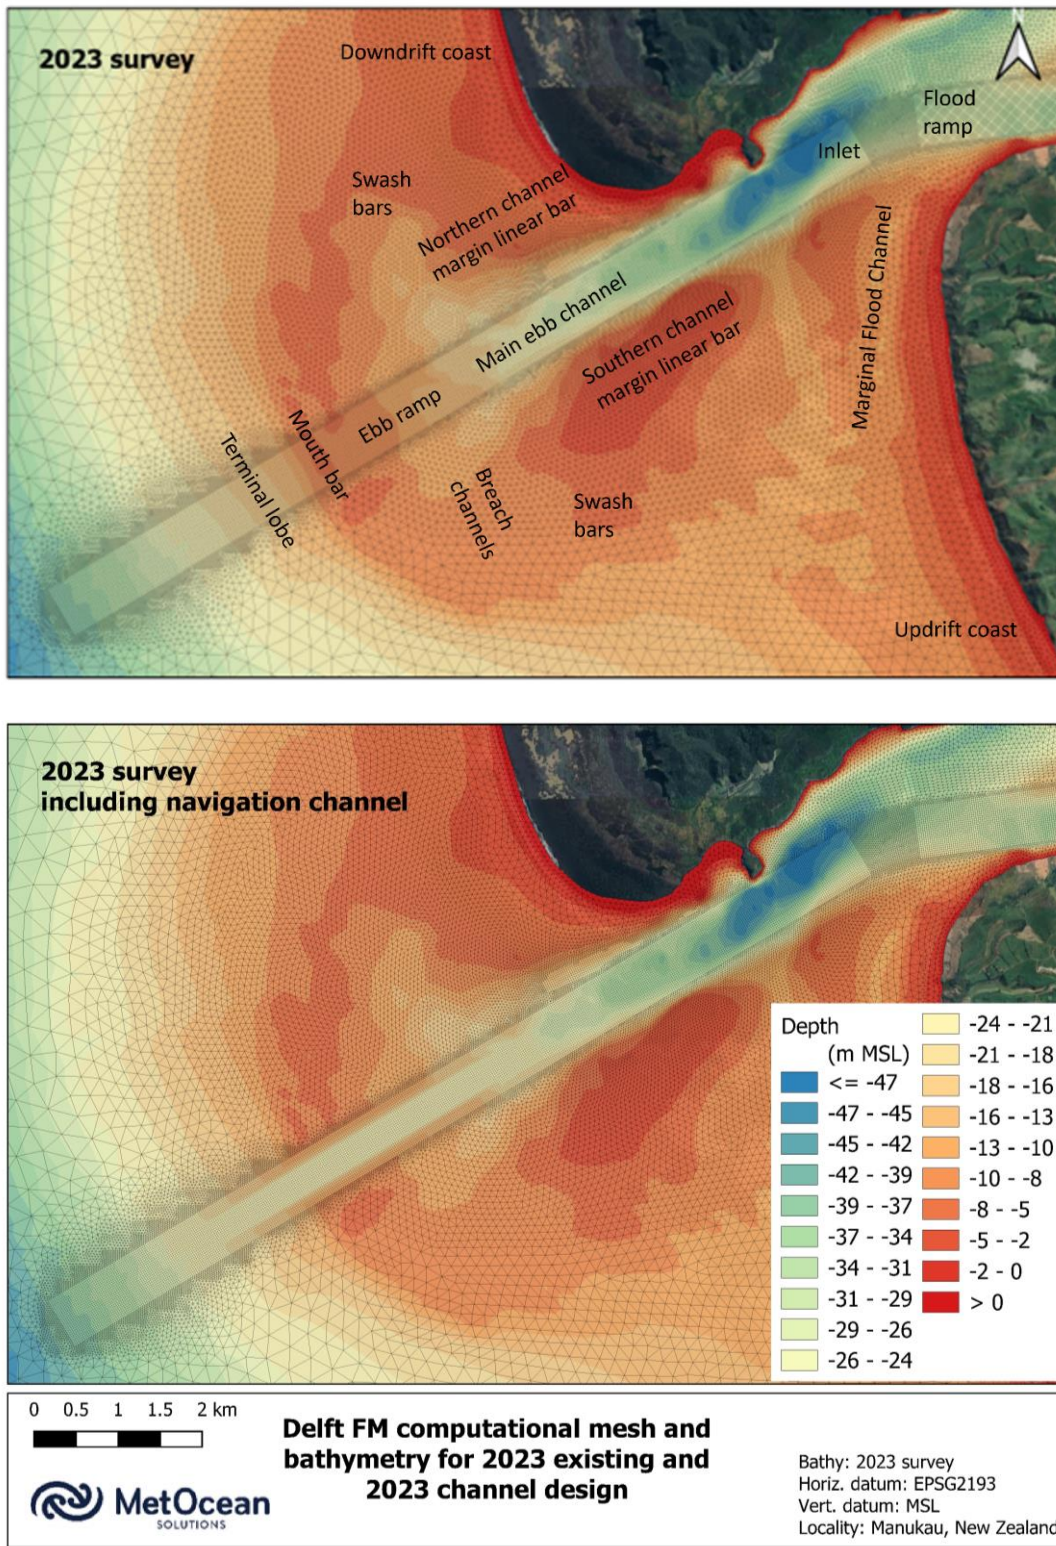 2023 survey
Downdrift coast
N
Flood
ramp
Inlet
Swash
bars
Northern channel
margin linear bar
Main ebb channel
Southern channel
margin linear bar
Marginal Flood Channel
Ebb ramp
Mouth bar
Terminal lobe
Breach
channels
Swash
bars
Updrift coast
2023 survey
including navigation channel
Depth
(m MSL)
<= -47
-47 - -45
-45 - -42
-42 - -39
-39 - -37
-37 - -34
-34 - -31
-31 - -29
-29 - -26
-26 - -24
-24 - -21
-21 - -18
-18 - -16
-16 - -13
-13 - -10
-10 - -8
-8 - -5
-5 - -2
-2 - 0
> 0
0 0.5 1 1.5 2 km
MetOcean
SOLUTIONS
Delft FM computational mesh and
bathymetry for 2023 existing and
2023 channel design
Bathy: 2023 survey
Horiz. datum: EPSG2193
Vert. datum: MSL
Locality: Manukau, New Zealand